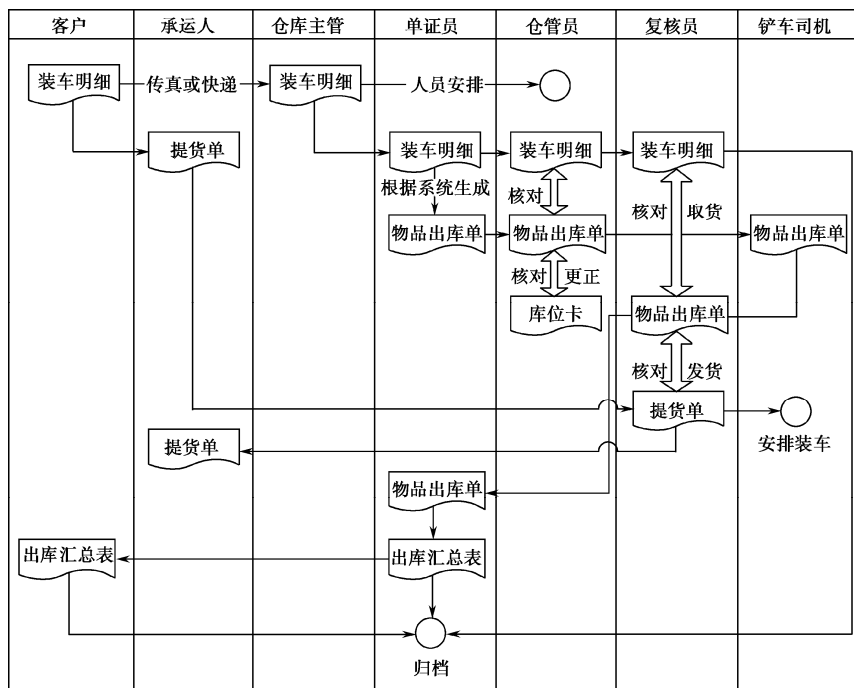 客户 承运人 仓库主管 单证员 仓管员 复核员 铲车司机
装车明细 传真或快递 装车明细 人员安排
提货单 装车明细 装车明细 装车明细
根据系统生成 核对 核对 取货
物品出库单 物品出库单 物品出库单
核对 更正
库位卡 物品出库单
核对 发货
提货单
提货单 安排装车
物品出库单
出库汇总表 出库汇总表
归档